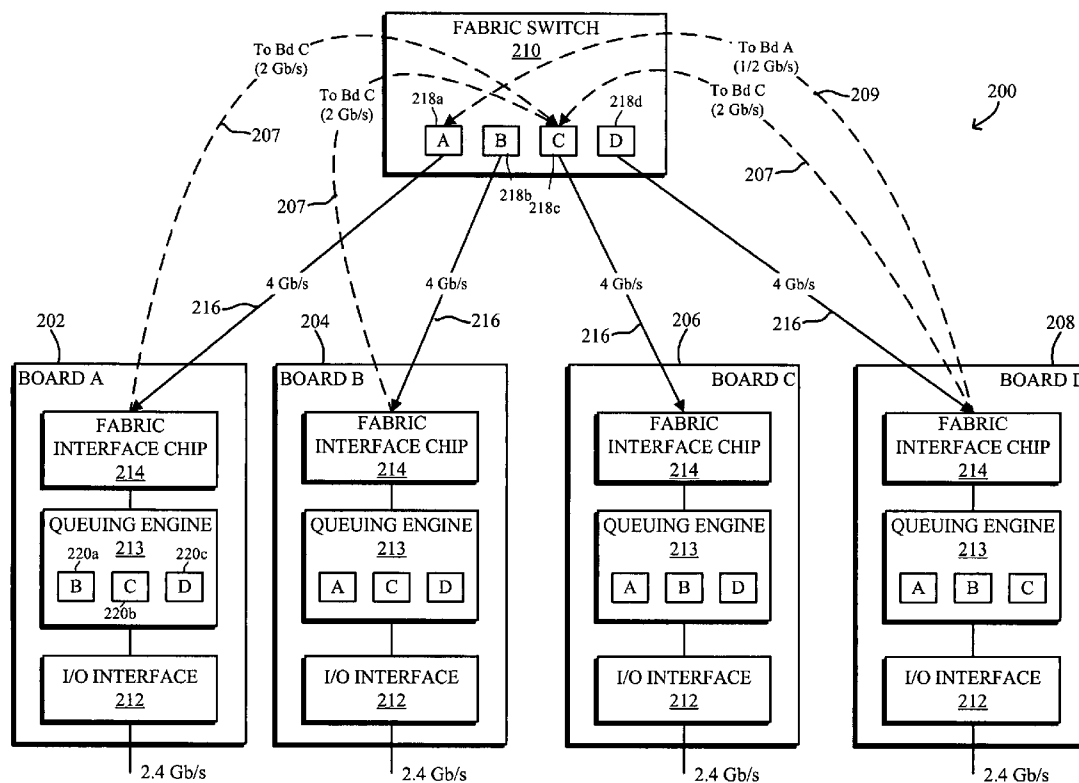 FABRIC SWITCH
210
To Bd C
(2 Gb/s)
To Bd A
(1/2 Gb/s)
To Bd C
(2 Gb/s)
To Bd C
(2 Gb/s)
209
200
218a
218d
A
B
C
D
218b
218c
207
207
207
4 Gb/s
4 Gb/s
4 Gb/s
4 Gb/s
216
216
216
216
202
204
206
208
BOARD A
BOARD B
BOARD C
BOARD D
FABRIC
INTERFACE CHIP
214
FABRIC
INTERFACE CHIP
214
FABRIC
INTERFACE CHIP
214
FABRIC
INTERFACE CHIP
214
QUEUING ENGINE
213
220a
220c
B
C
D
220b
QUEUING ENGINE
213
A
C
D
QUEUING ENGINE
213
A
B
D
QUEUING ENGINE
213
A
B
C
I/O INTERFACE
212
I/O INTERFACE
212
I/O INTERFACE
212
I/O INTERFACE
212
2.4 Gb/s
2.4 Gb/s
2.4 Gb/s
2.4 Gb/s